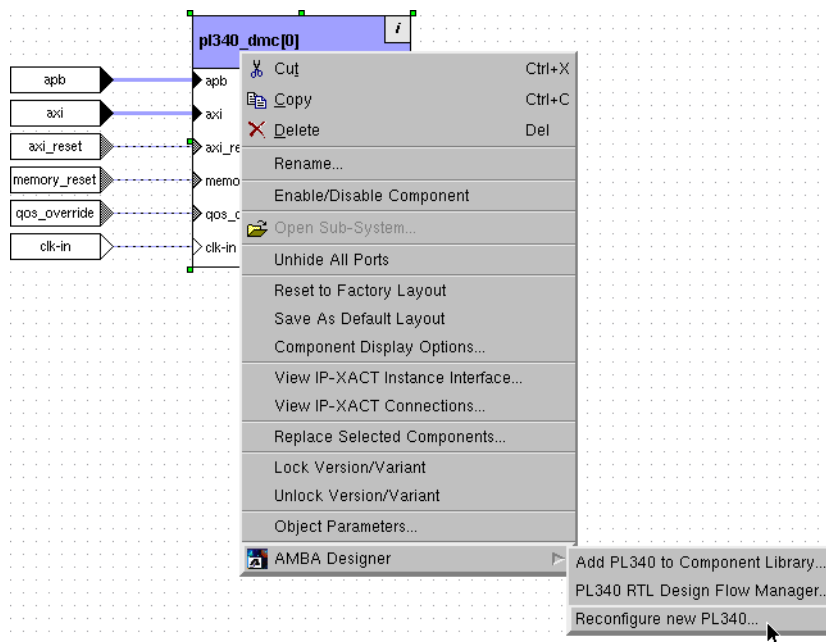 i
pl340_dmc[0]
Cut Ctrl+X
apb
apb
Copy Ctrl+C
axi
axi
Delete Del
axi_reset
axi_re
Rename...
memory_reset
memo
Enable/Disable Component
qos_override
qos_o
Open Sub-System...
clk-in
clk-in
Unhide All Ports
Reset to Factory Layout
Save As Default Layout
Component Display Options...
View IP-XACT Instance Interface...
View IP-XACT Connections...
Replace Selected Components...
Lock Version/Variant
Unlock Version/Variant
Object Parameters...
AMBA Designer
Add PL340 to Component Library...
PL340 RTL Design Flow Manager..
Reconfigure new PL340...